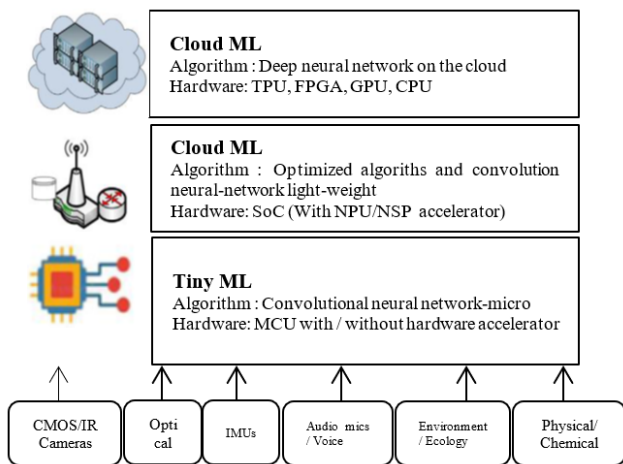 Cloud ML
Algorithm : Deep neural network on the cloud
Hardware: TPU, FPGA, GPU, CPU
Cloud ML
Algorithm : Optimized algoriths and convolution
neural-network light-weight
Hardware: SoC (With NPU/NSP accelerator)
Tiny ML
Algorithm : Convolutional neural network-micro
Hardware: MCU with / without hardware accelerator
CMOS/IR
Cameras
Opti
cal
IMUs
Audio mics
/ Voice
Environment
/ Ecology
Physical/
Chemical